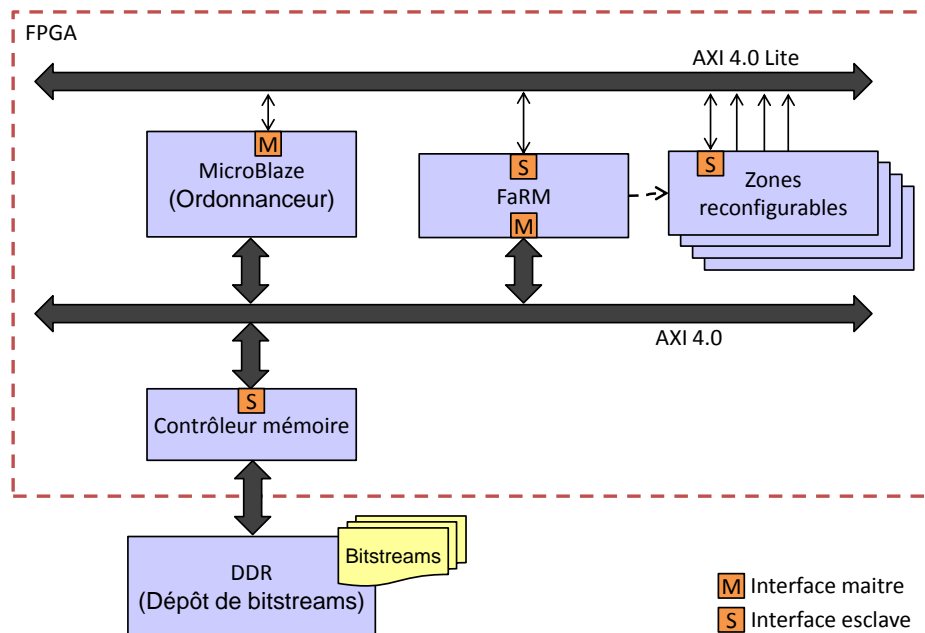 FPGA
AXI 4.0 Lite
M
MicroBlaze
(Ordonnanceur)
S
FaRM
M
S
Zones
reconfigurables
AXI 4.0
S
Contrôleur mémoire
Bitstreams
DDR
(Dépôt de bitstreams)
M Interface maitre
S Interface esclave